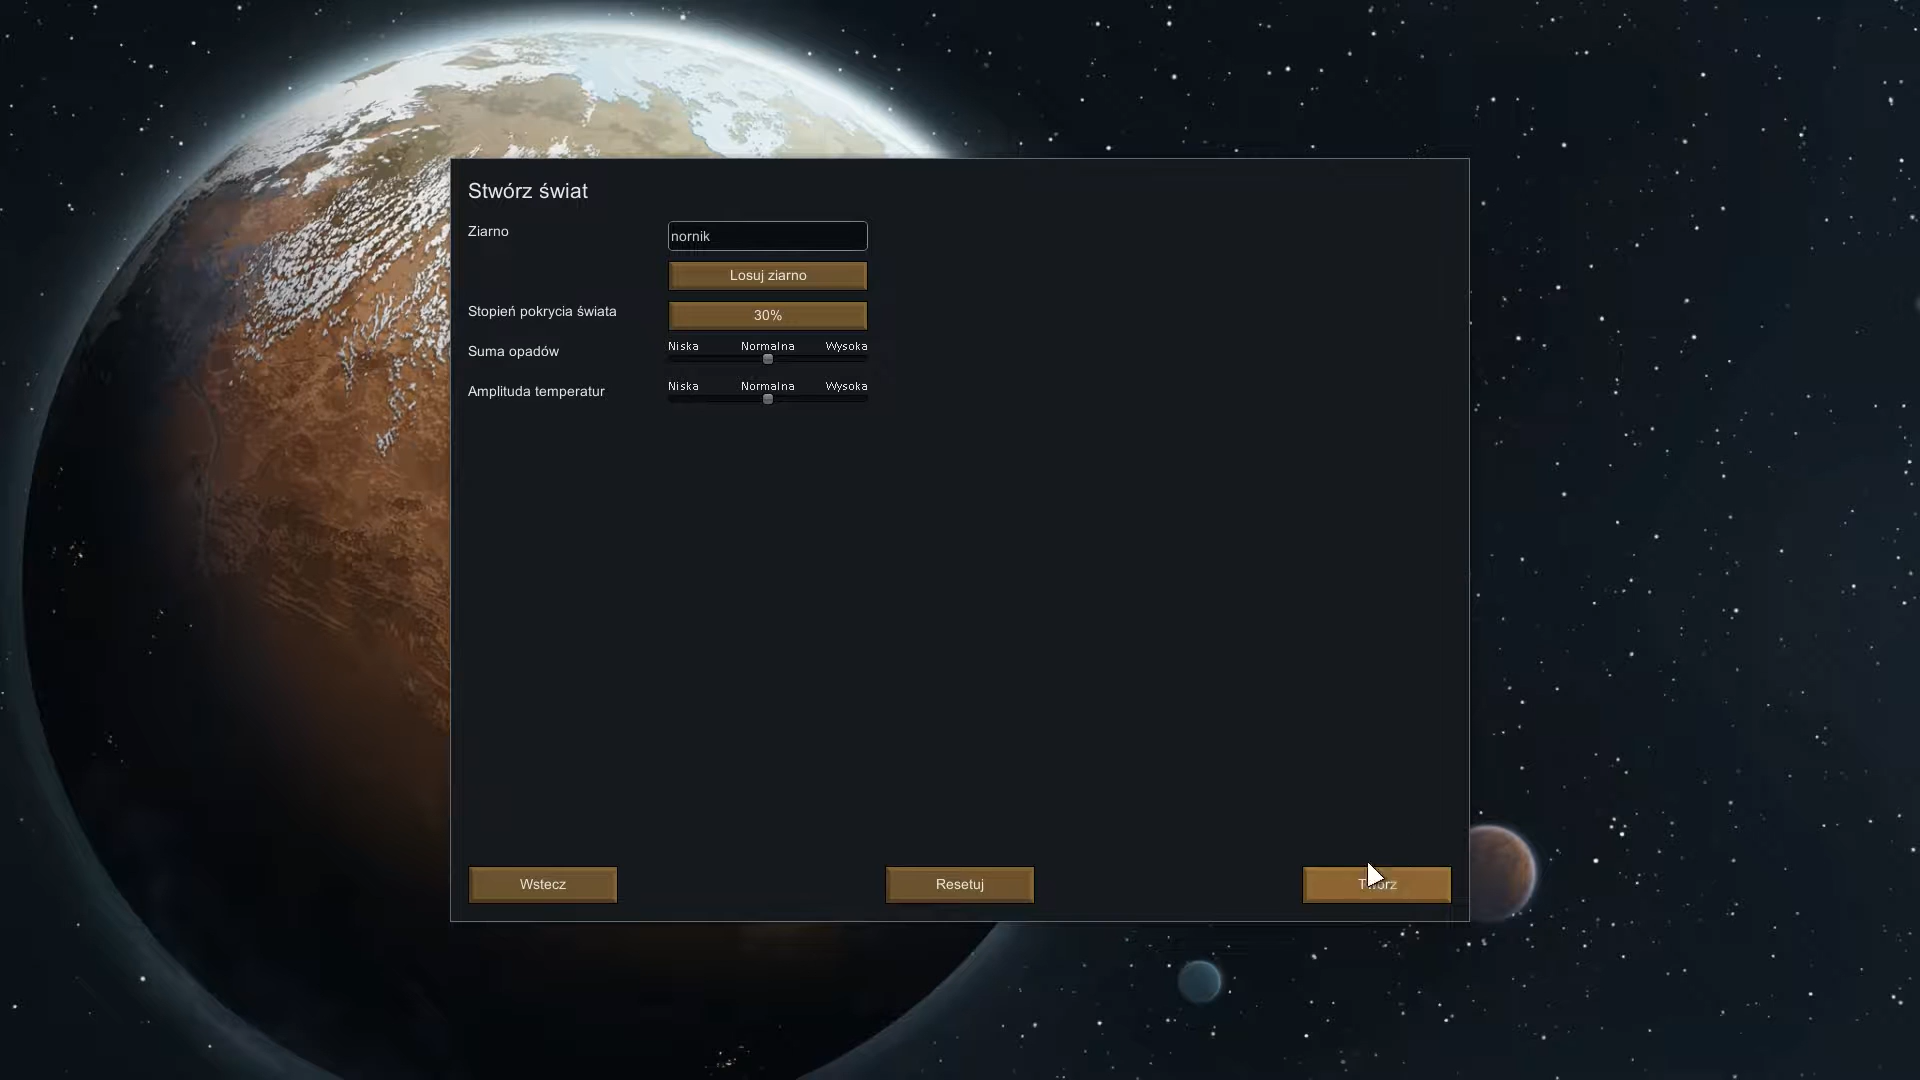 Stwórz świat
Ziarno
nornik
Losuj ziarno
Stopień pokrycia świata
30%
Suma opadów
Niska Normalna Wysoka
Amplituda temperatur
Niska Normalna Wysoka
Wstecz
Resetuj
Twórz